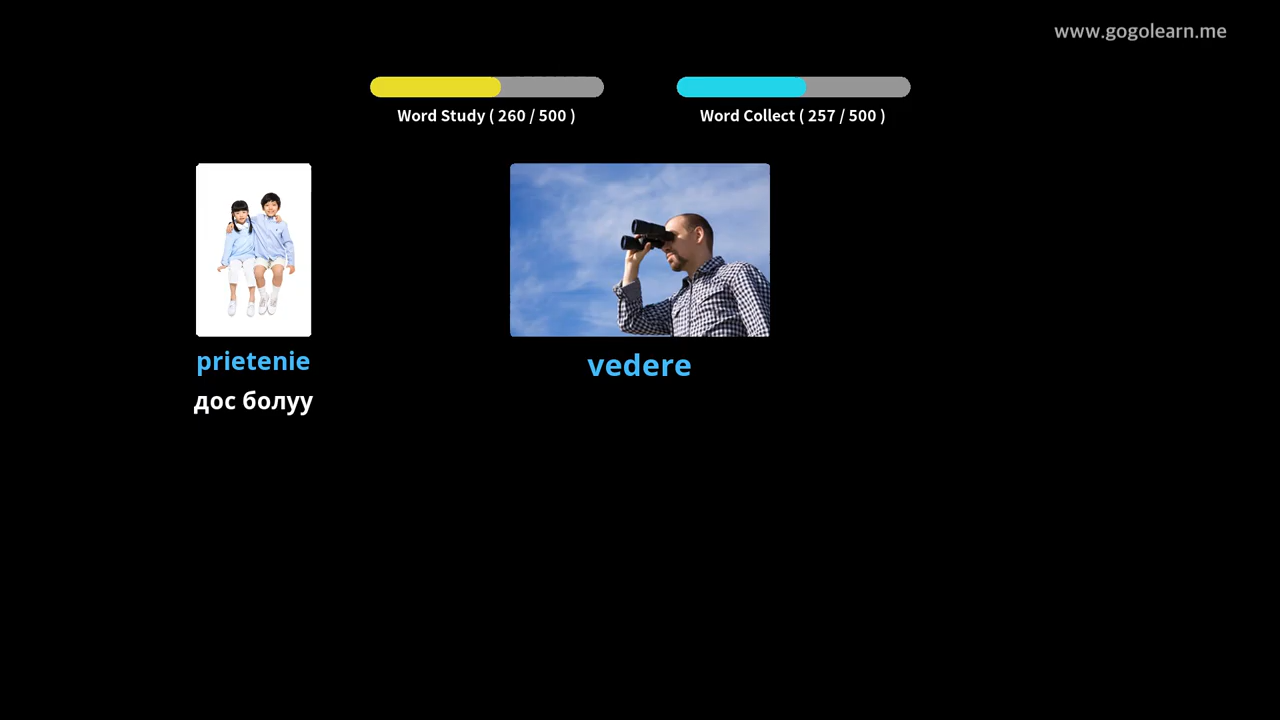 www.gogolearn.me
Word Study ( 260 / 500 )
Word Collect ( 257 / 500 )
prietenie
дос болуу
vedere